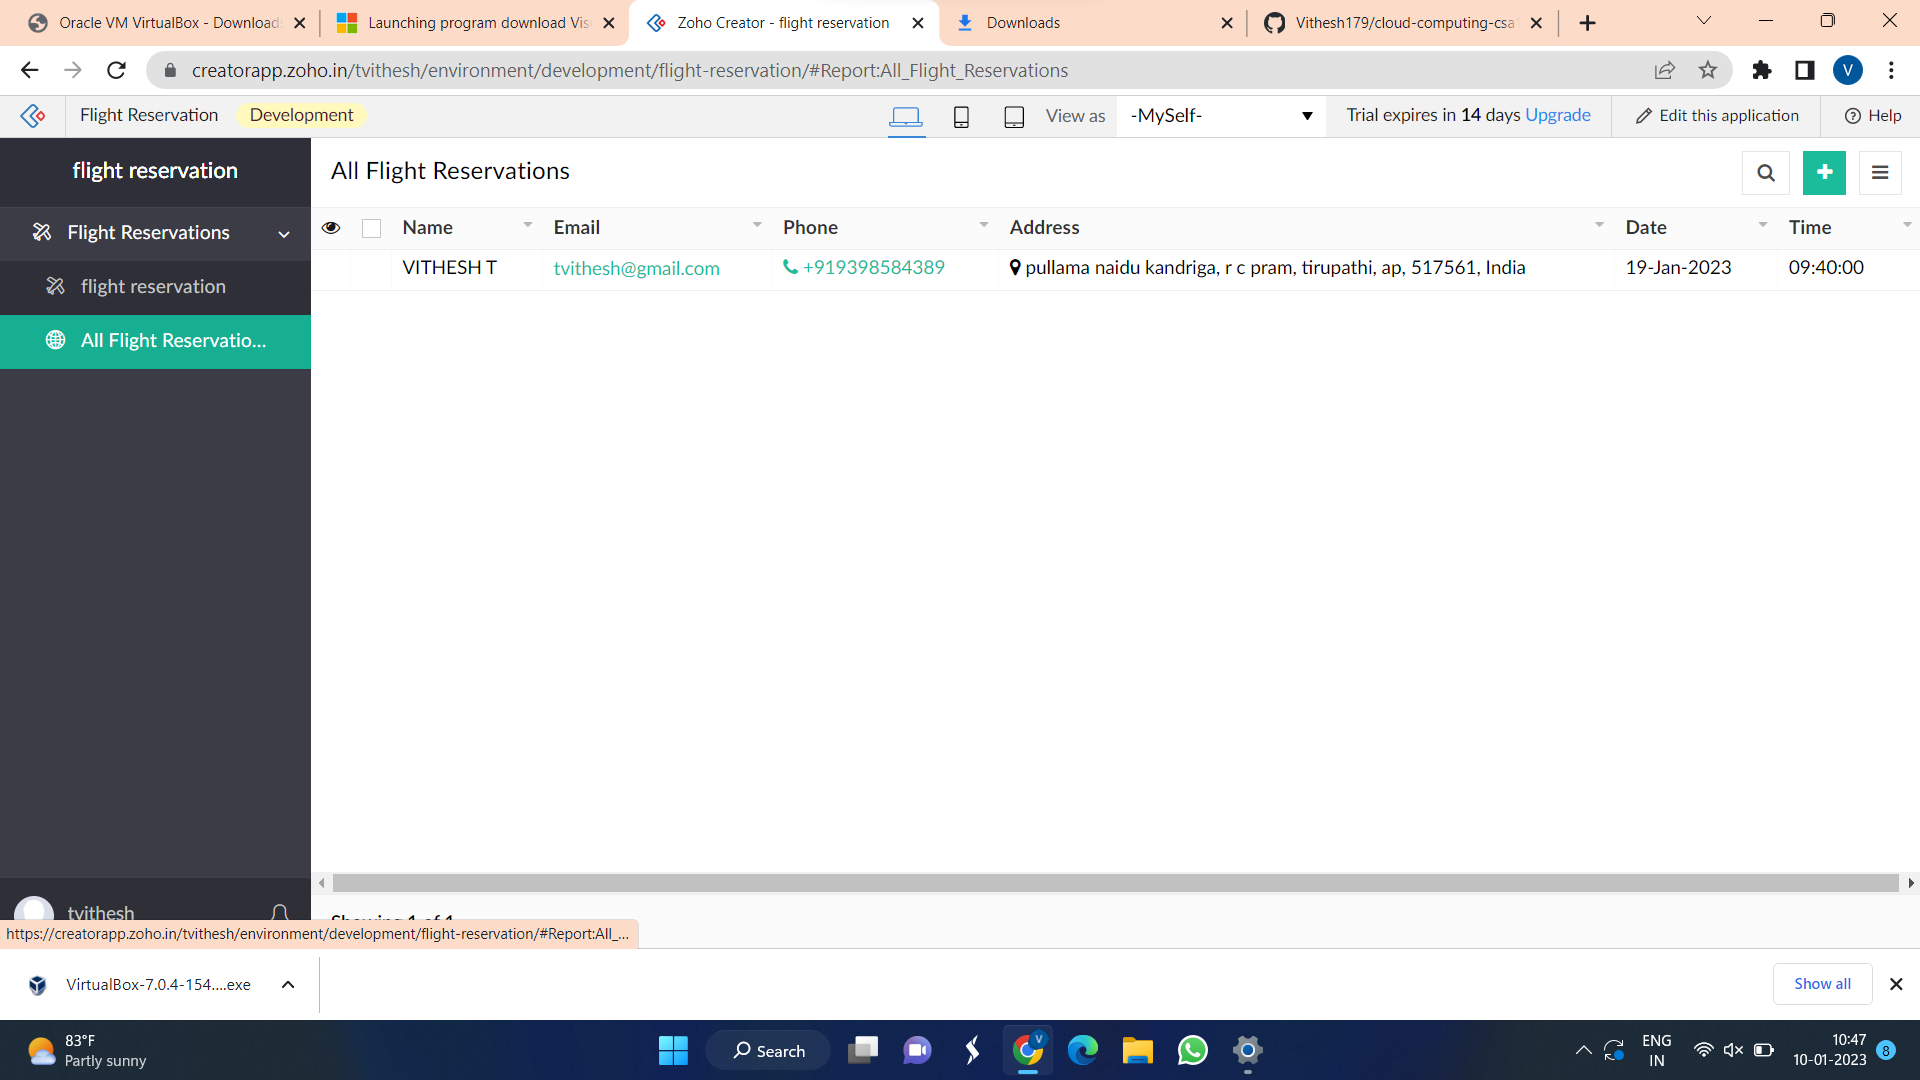 Oracle VM VirtualBox - Download
Launching program download Vis
Zoho Creator - flight reservation
Downloads
Vithesh179/cloud-computing-csa
creatorapp.zoho.in/tvithesh/environment/development/flight-reservation/#Report:All_Flight_Reservations
V
Flight Reservation Development View as -MySelf- Trial expires in 14 days Upgrade Edit this application Help
flight reservation
All Flight Reservations
Flight Reservations
flight reservation
All Flight Reservatio...
Name Email Phone Address Date Time
VITHESH T tvithesh@gmail.com +919398584389 pullama naidu kandriga, r c pram, tirupathi, ap, 517561, India 19-Jan-2023 09:40:00
tvithesh
Showing 1 of 1
https://creatorapp.zoho.in/tvithesh/environment/development/flight-reservation/#Report:All_...
VirtualBox-7.0.4-154....exe
Show all
83°F
Partly sunny
Search
V
ENG
IN
10:47
10-01-2023
8